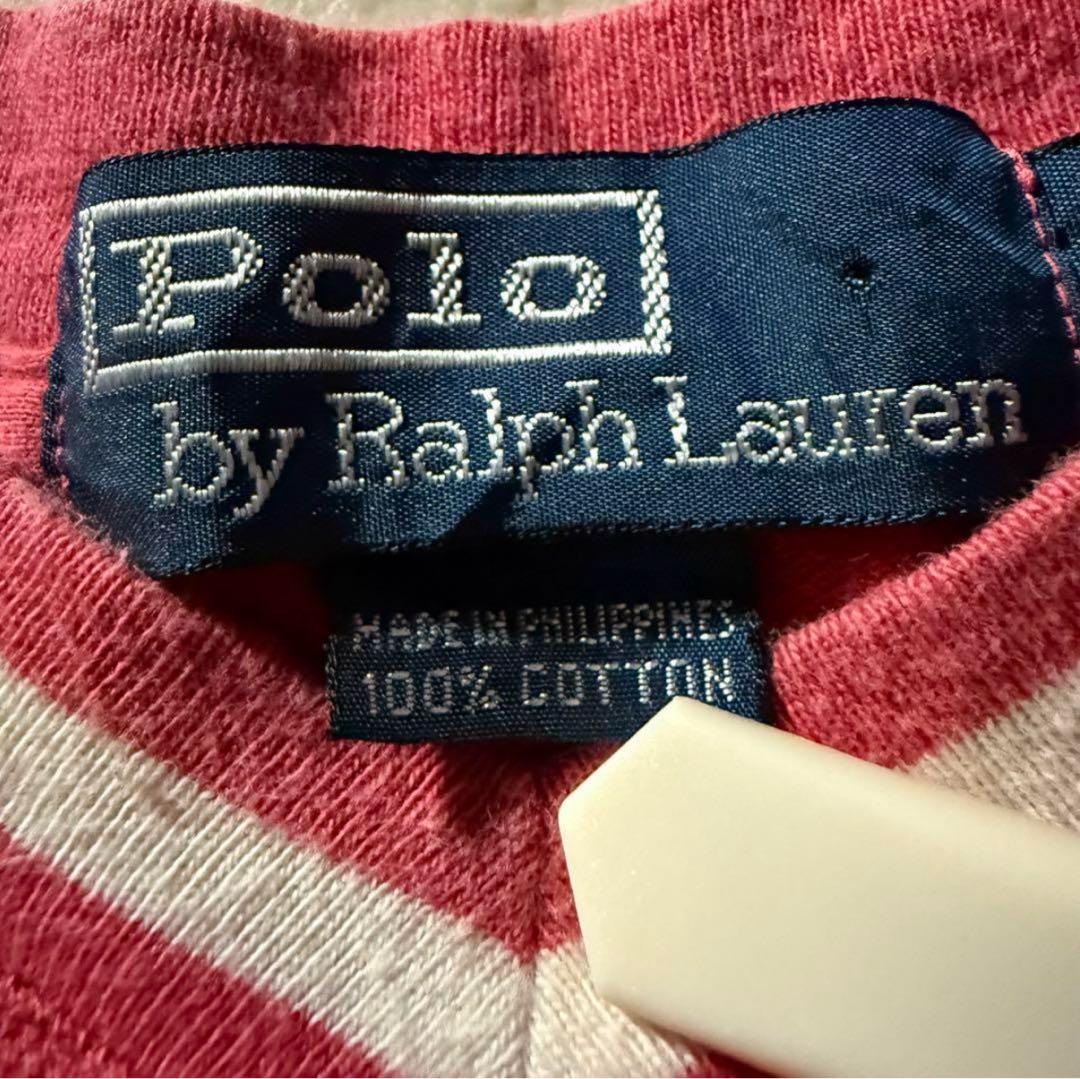 Polo
by Ralph Lauren
MADE IN PHILIPPINES
100% COTTON